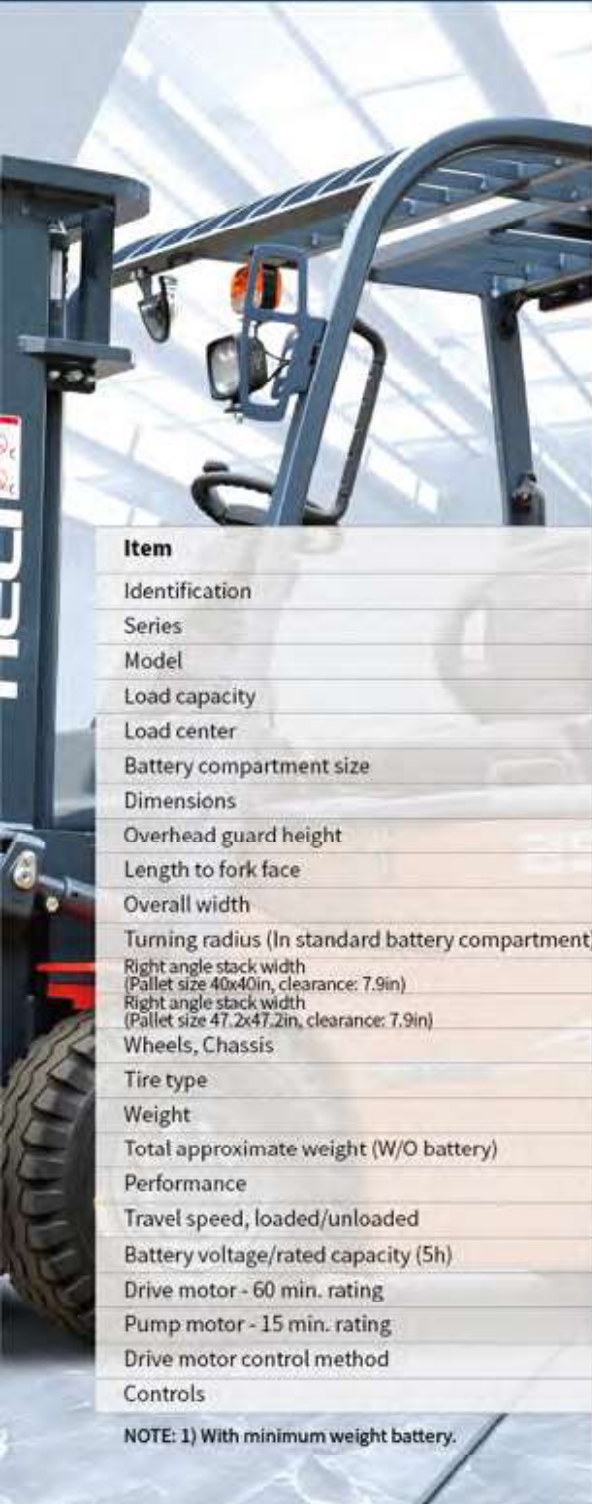 Item
Identification
Series
Model
Load capacity
Load center
Battery compartment size
Dimensions
Overhead guard height
Length to fork face
Overall width
Turning radius (In standard battery compartment)
Right angle stack width
(Pallet size 40x40in, clearance: 7.9in)
Right angle stack width
(Pallet size 47.2x47.2in, clearance: 7.9in)
Wheels, Chassis
Tire type
Weight
Total approximate weight (W/O battery)
Performance
Travel speed, loaded/unloaded
Battery voltage/rated capacity (5h)
Drive motor - 60 min. rating
Pump motor - 15 min. rating
Drive motor control method
Controls
NOTE: 1) With minimum weight battery.